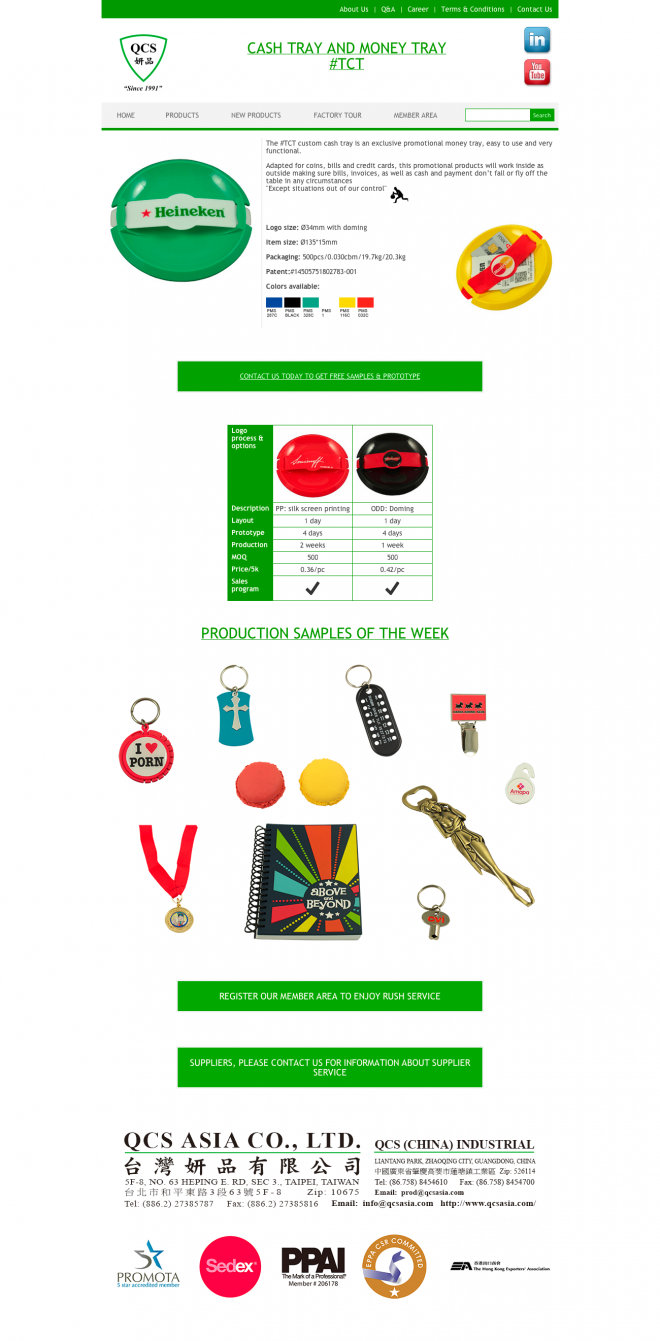 About Us | Q&A | Career | Terms & Conditions | Contact Us
QCS
妍品
"Since 1991"
CASH TRAY AND MONEY TRAY
#TCT
in
You
Tube
HOME PRODUCTS NEW PRODUCTS FACTORY TOUR MEMBER AREA Search
The #TCT custom cash tray is an exclusive promotional money tray, easy to use and very
functional.
Adapted for coins, bills and credit cards, this promotional products will work inside as
outside making sure bills, invoices, as well as cash and payment don't fall or fly off the
table in any circumstances
"Except situations out of our control"
Heineken
Logo size: Ø34mm with doming
Item size: Ø135*15mm
Packaging: 500pcs/0.030cbm/19.7kg/20.3kg
Patent:#14505751802783-001
Colors available:
PMS PMS PMS PMS PMS PMS
287C BLACK 328C 1 116C 032C
CONTACT US TODAY TO GET FREE SAMPLES & PROTOTYPE
Logo
process &
options
Description PP: silk screen printing ODD: Doming
Layout 1 day 1 day
Prototype 4 days 4 days
Production 2 weeks 1 week
MOQ 500 500
Price/5k 0.36/pc 0.42/pc
Sales
program
PRODUCTION SAMPLES OF THE WEEK
I
PORN
Amapa
ABOVE
and
BEYOND
REGISTER OUR MEMBER AREA TO ENJOY RUSH SERVICE
SUPPLIERS, PLEASE CONTACT US FOR INFORMATION ABOUT SUPPLIER
SERVICE
QCS ASIA CO., LTD.
台灣妍品有限公司
5F-8, NO. 63 HEPING E. RD, SEC 3., TAIPEI, TAIWAN
台北市和平東路3段63號5F-8 Zip: 10675
Tel: (886.2) 27385787 Fax: (886.2) 27385816 Email: info@qcsasia.com http://www.qcsasia.com/
QCS (CHINA) INDUSTRIAL
LIANTANG PARK, ZHAOQING CITY, GUANGDONG, CHINA
中國廣東省肇慶高要市蓮塘鎮工業區 Zip: 526114
Tel: (86.758) 8454610 Fax: (86.758) 8454700
Email: prod@qcsasia.com
PROMOTA
5 star accredited member
Sedex
PPAI
The Mark of a Professional
Member # 206178
EPPA CSR COMMITTED
香港出口商會
The Hong Kong Exporters' Association